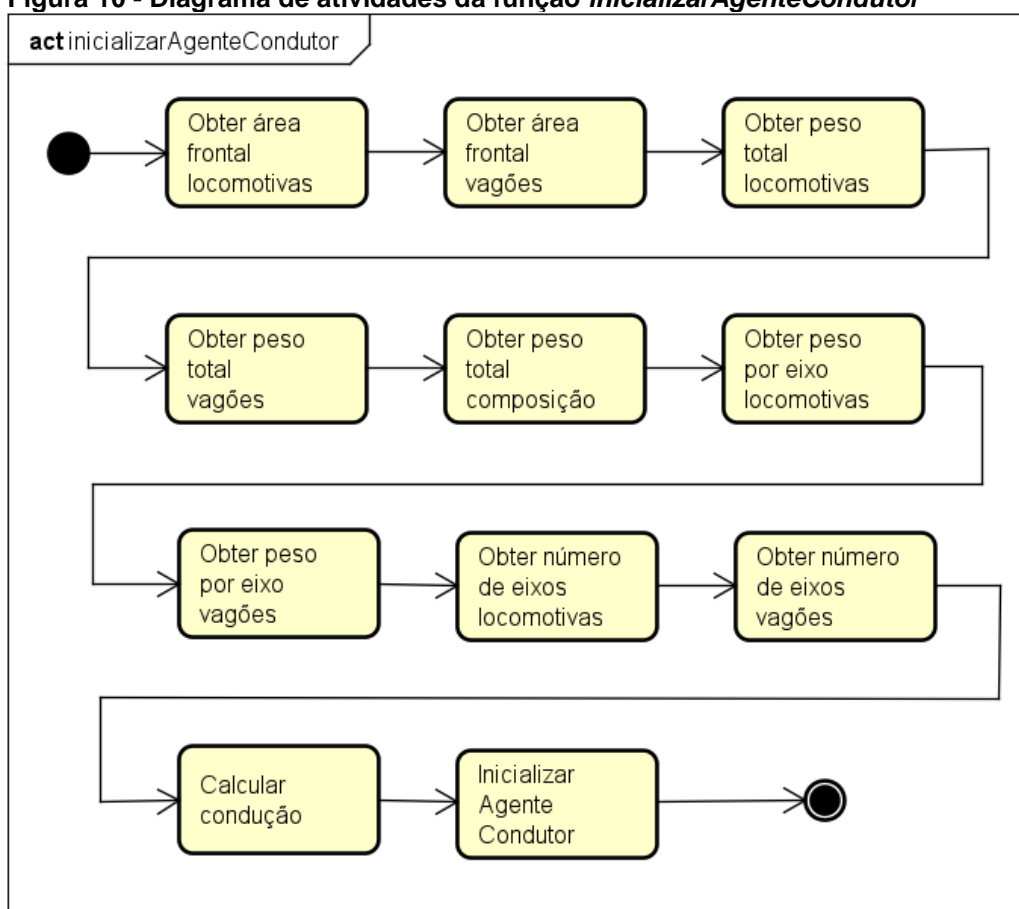 Figura 10 - Diagrama de atividades da função InicializarAgenteCondutor
act inicializarAgenteCondutor
Obter área
frontal
locomotivas
Obter área
frontal
vagões
Obter peso
total
locomotivas
Obter peso
total
vagões
Obter peso
total
composição
Obter peso
por eixo
locomotivas
Obter peso
por eixo
vagões
Obter número
de eixos
locomotivas
Obter número
de eixos
vagões
Calcular
condução
Inicializar
Agente
Condutor